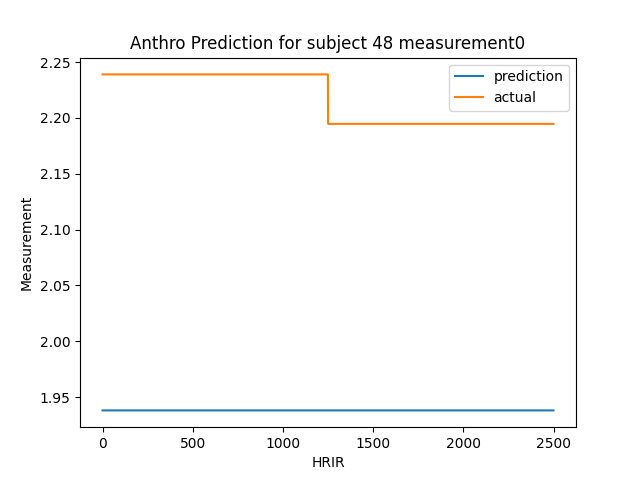 Anthro Prediction for subject 48 measurement0
2.25
2.20
2.15
2.10
2.05
2.00
1.95
Measurement
prediction
actual
0
500
1000
1500
2000
2500
HRIR